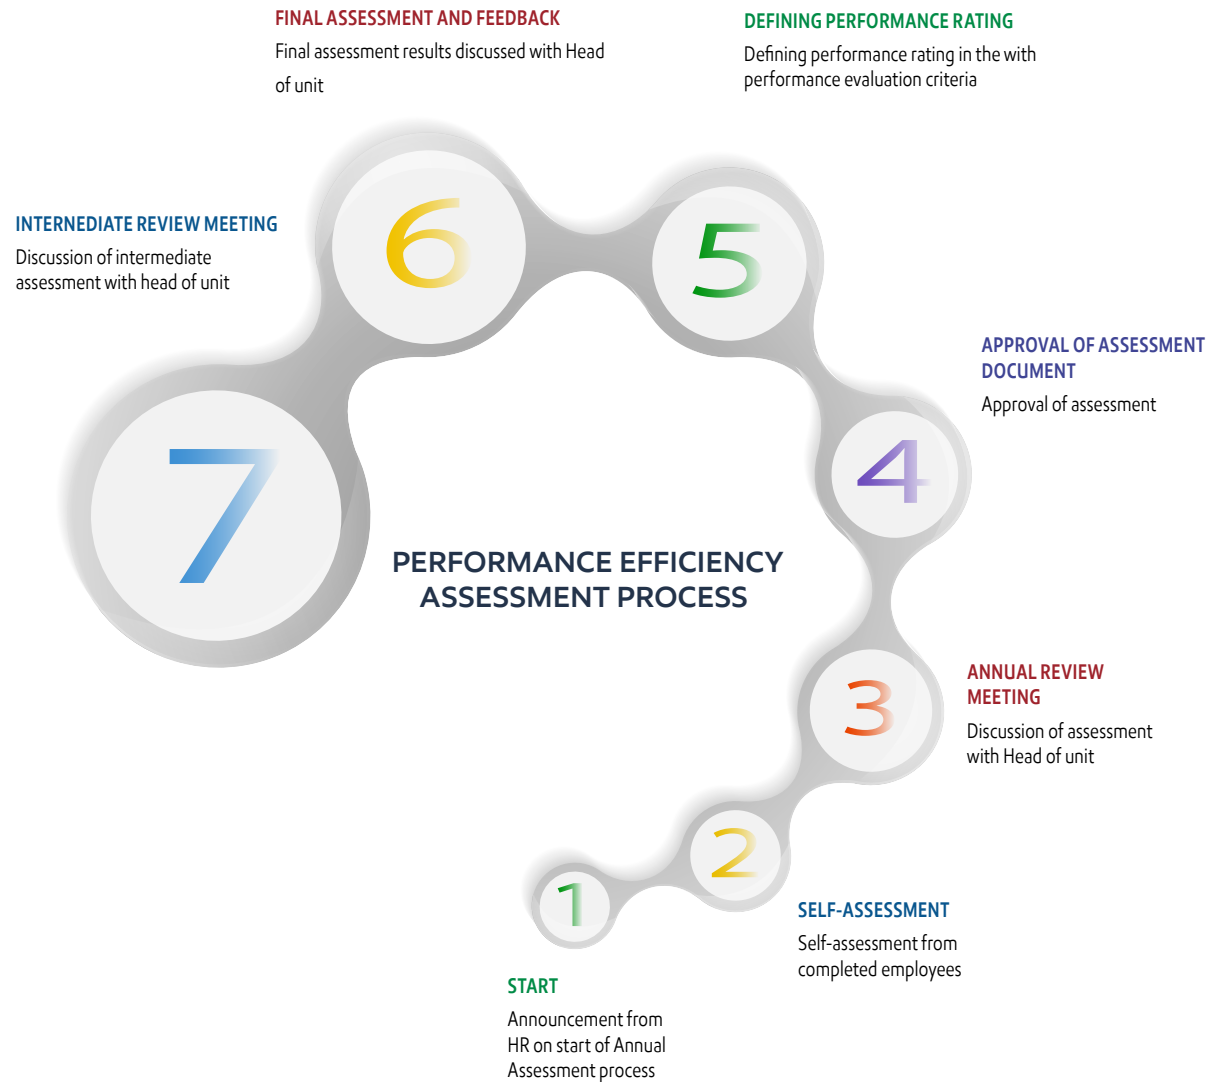 FINAL ASSESSMENT AND FEEDBACK
Final assessment results discussed with Head
of unit
DEFINING PERFORMANCE RATING
Defining performance rating in the with
performance evaluation criteria
INTERNEDIATE REVIEW MEETING
Discussion of intermediate
assessment with head of unit
6
5
APPROVAL OF ASSESSMENT
DOCUMENT
Approval of assessment
7
4
PERFORMANCE EFFICIENCY
ASSESSMENT PROCESS
3
ANNUAL REVIEW
MEETING
Discussion of assessment
with Head of unit
2
1
SELF-ASSESSMENT
Self-assessment from
completed employees
START
Announcement from
HR on start of Annual
Assessment process